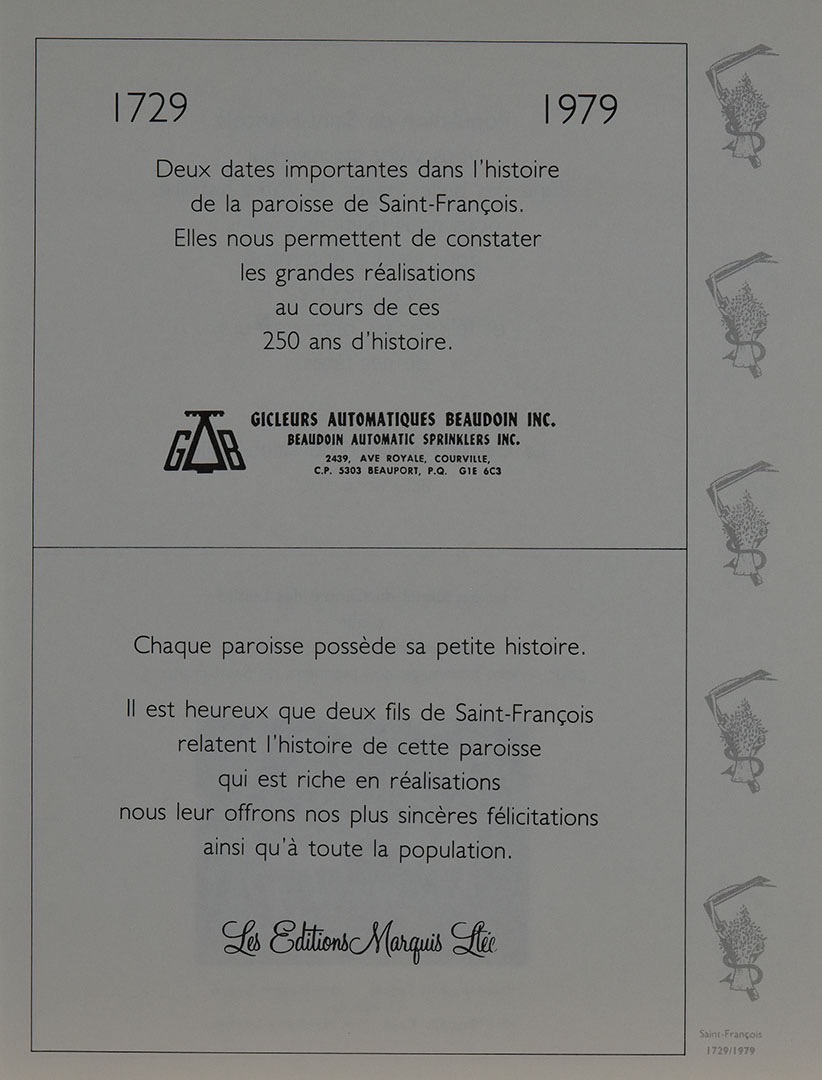 1729 1979
Deux dates importantes dans l'histoire
de la paroisse de Saint-François.
Elles nous permettent de constater
les grandes réalisations
au cours de ces
250 ans d'histoire.
GAB
GICLEURS AUTOMATIQUES BEAUDOIN INC.
BEAUDOIN AUTOMATIC SPRINKLERS INC.
2439, AVE ROYALE, COURVILLE,
C.P. 5303 BEAUPORT, P.Q. G1E 6C3
Chaque paroisse possède sa petite histoire.
Il est heureux que deux fils de Saint-François
relatent l'histoire de cette paroisse
qui est riche en réalisations
nous leur offrons nos plus sincères félicitations
ainsi qu'à toute la population.
Les Editions Marquis Ltée
Saint-François
1729/1979